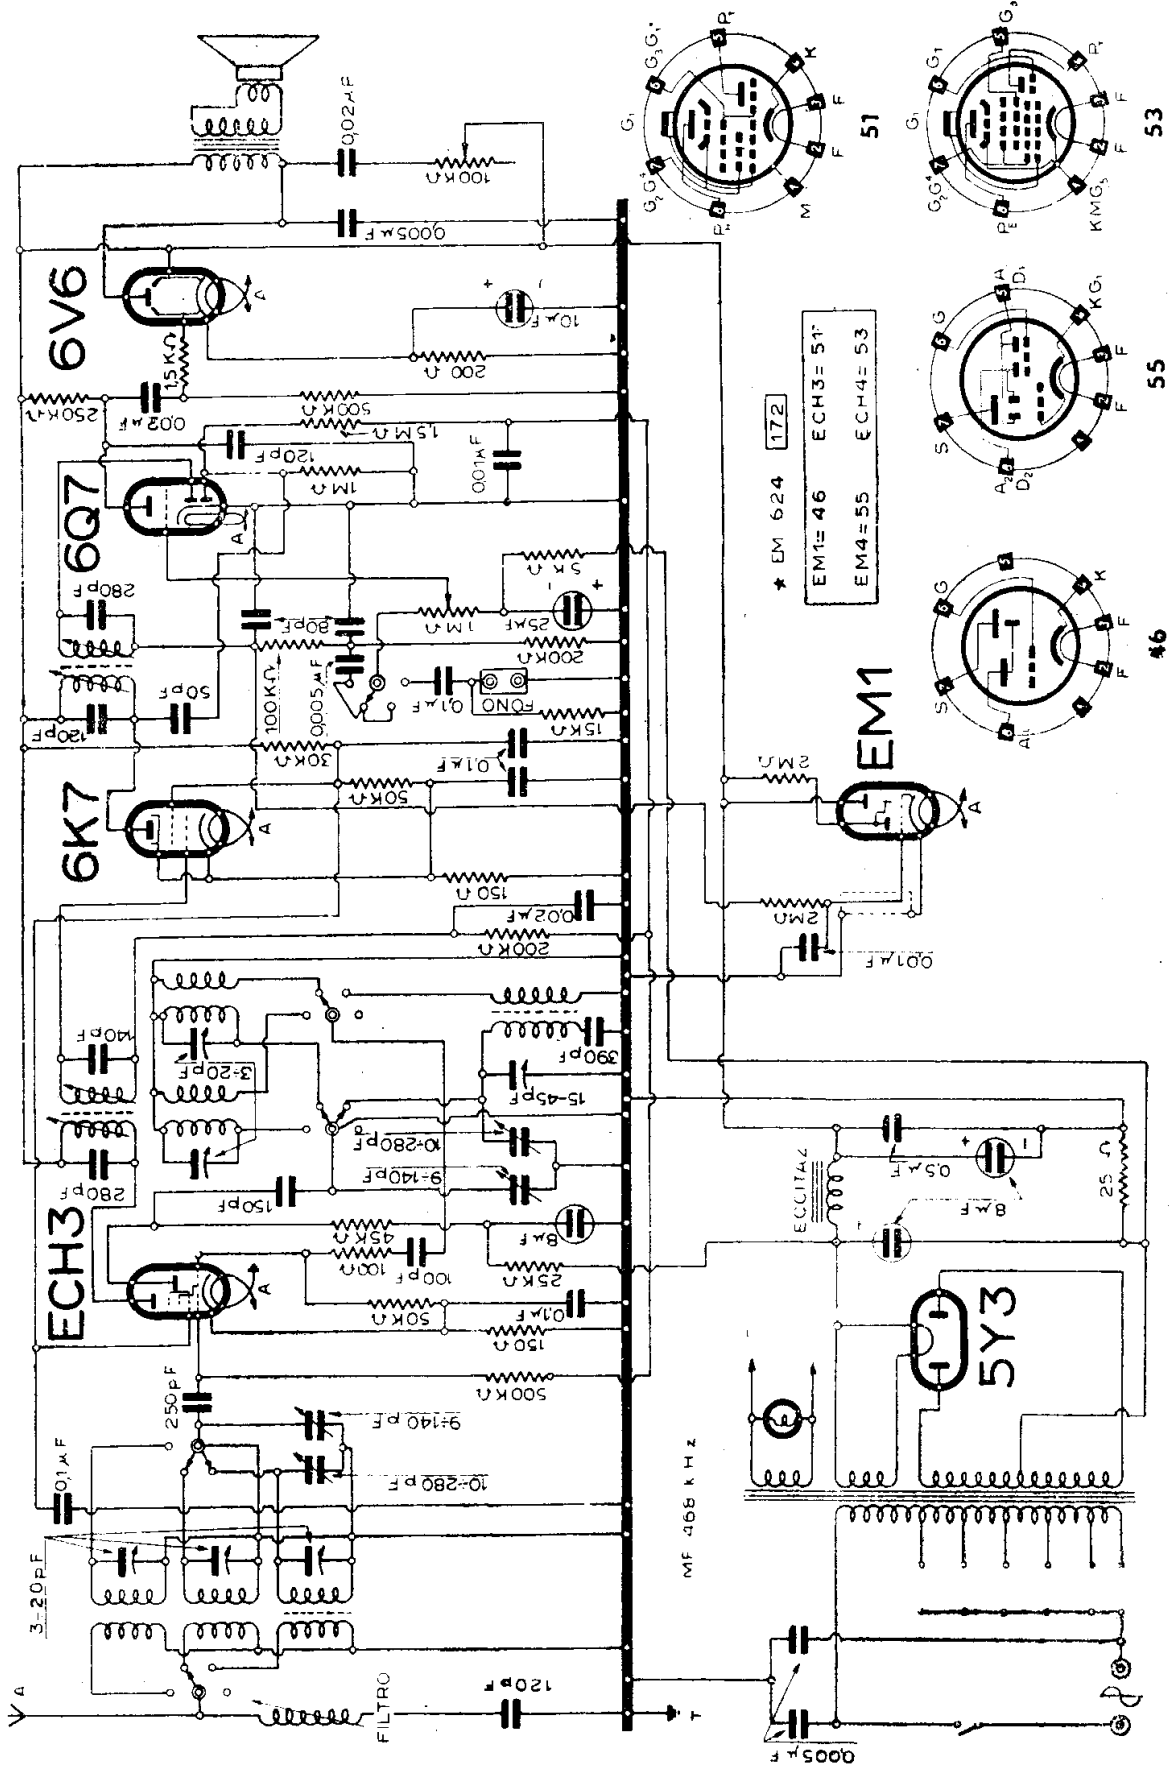 ECH3
6K7
6Q7
6V6
A
FILTRO
120pF
T
3-20pF
0,1µF
250pF
9÷140pF
10-280pF
500KΩ
280pF
140pF
A
150Ω
50KΩ
0,1µF
25KΩ
100pF
100Ω
45KΩ
8µF
150pF
9÷140pF
10-280pF
3-20pF
15-45pF
390pF
200KΩ
0,02µF
150Ω
A
50KΩ
0,1µF
30KΩ
120pF
50pF
280pF
100KΩ
0,005µF
80pF
15KΩ
FONO
0,1µF
200KΩ
1MΩ
25µF
-
+
5KΩ
A
0,01µF
1MΩ
120pF
1,5MΩ
500KΩ
0,02µF
250KΩ
1,5KΩ
A
200Ω
10µF
+
-
0,005µF
100KΩ
0,02µF
MF 468 kHz
0,005µF
5Y3
ECCITAZ
8µF
0,5µF
+
-
25Ω
0,01µF
2MΩ
2MΩ
EM1
A
★ EM 624 172
EM1=46 ECH3=51
EM4=55 ECH4=53
G1
G3G1'
P1
K
F
F
M
P2
G2G4
51
G1
G1
G3
P1
F
F
KMG5
PE
G2G4
53
S
G
A
D1
KG1
F
F
A2
D2
55
S
G
K
F
F
A1
46